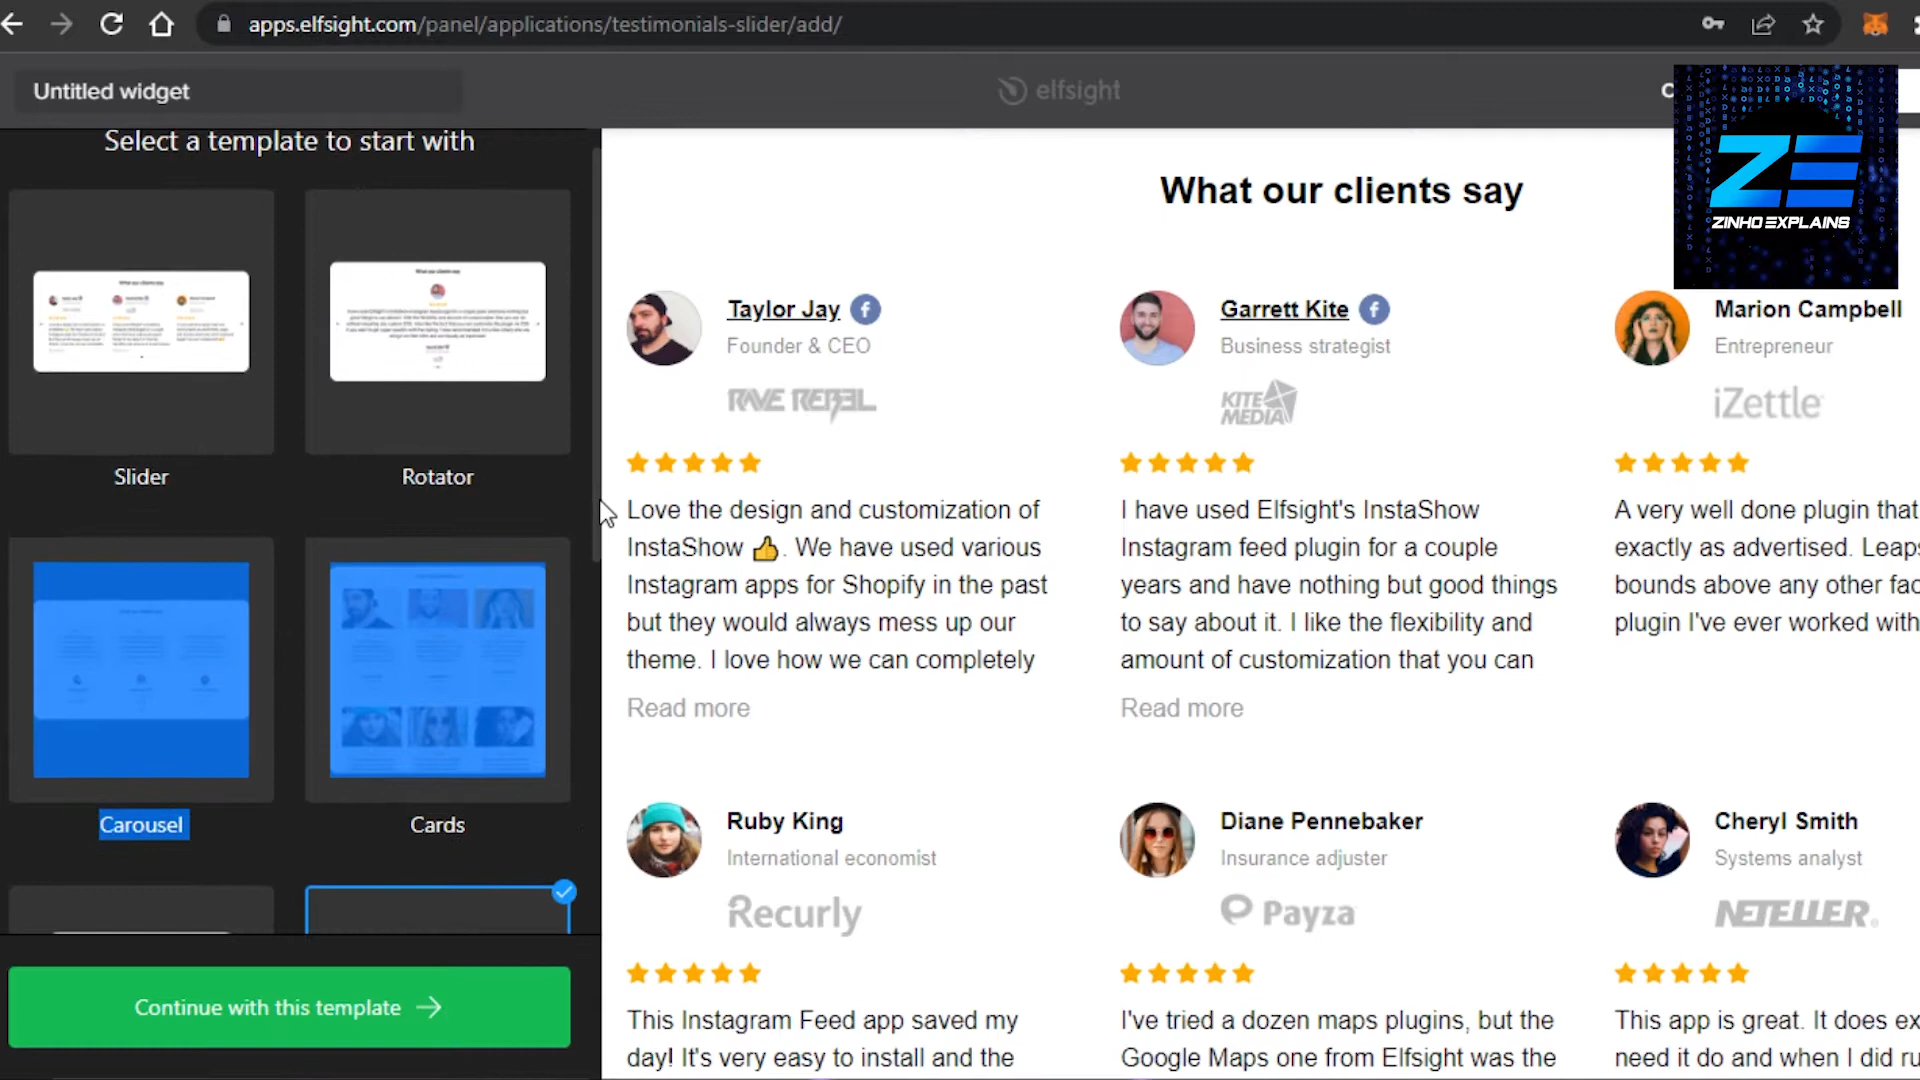 apps.elfsight.com/panel/applications/testimonials-slider/add/
Untitled widget
elfsight
ZE
ZINHO EXPLAINS
Select a template to start with
Slider
Rotator
Carousel
Cards
Continue with this template
What our clients say
Taylor Jay
Founder & CEO
RAVE REBEL
Love the design and customization of
InstaShow 👍. We have used various
Instagram apps for Shopify in the past
but they would always mess up our
theme. I love how we can completely
Read more
Garrett Kite
Business strategist
KITE
MEDIA
I have used Elfsight's InstaShow
Instagram feed plugin for a couple
years and have nothing but good things
to say about it. I like the flexibility and
amount of customization that you can
Read more
Marion Campbell
Entrepreneur
iZettle
A very well done plugin that
exactly as advertised. Leaps
bounds above any other
plugin I've ever worked with
Ruby King
International economist
Recurly
This Instagram Feed app saved my
day! It's very easy to install and the
Diane Pennebaker
Insurance adjuster
Payza
I've tried a dozen maps plugins, but the
Google Maps one from Elfsight was the
Cheryl Smith
Systems analyst
NETELLER
This app is great. It does
need it do and when I did